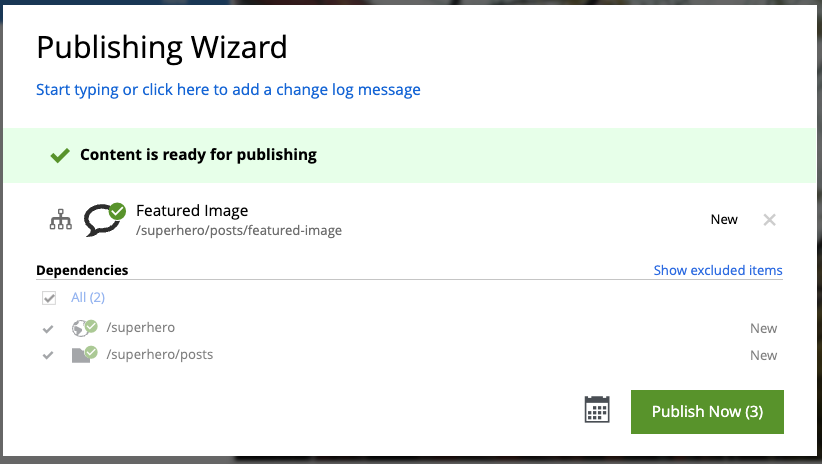 Publishing Wizard
Start typing or click here to add a change log message
Content is ready for publishing
Featured Image
/superhero/posts/featured-image
New
Dependencies
Show excluded items
All (2)
/superhero
New
/superhero/posts
New
Publish Now (3)